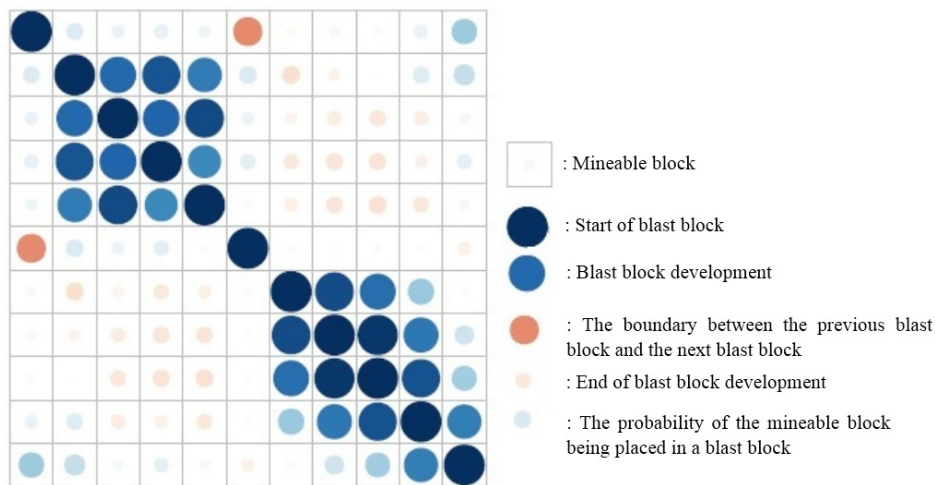 : Mineable block
: Start of blast block
: Blast block development
: The boundary between the previous blast
block and the next blast block
: End of blast block development
: The probability of the mineable block
being placed in a blast block